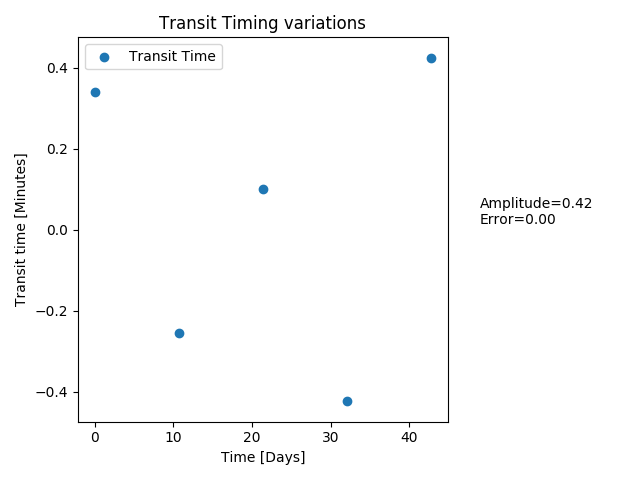 Transit Timing variations
Transit Time
0.4
0.2
0.0
−0.2
−0.4
Transit time [Minutes]
0
10
20
30
40
Time [Days]
Amplitude=0.42
Error=0.00